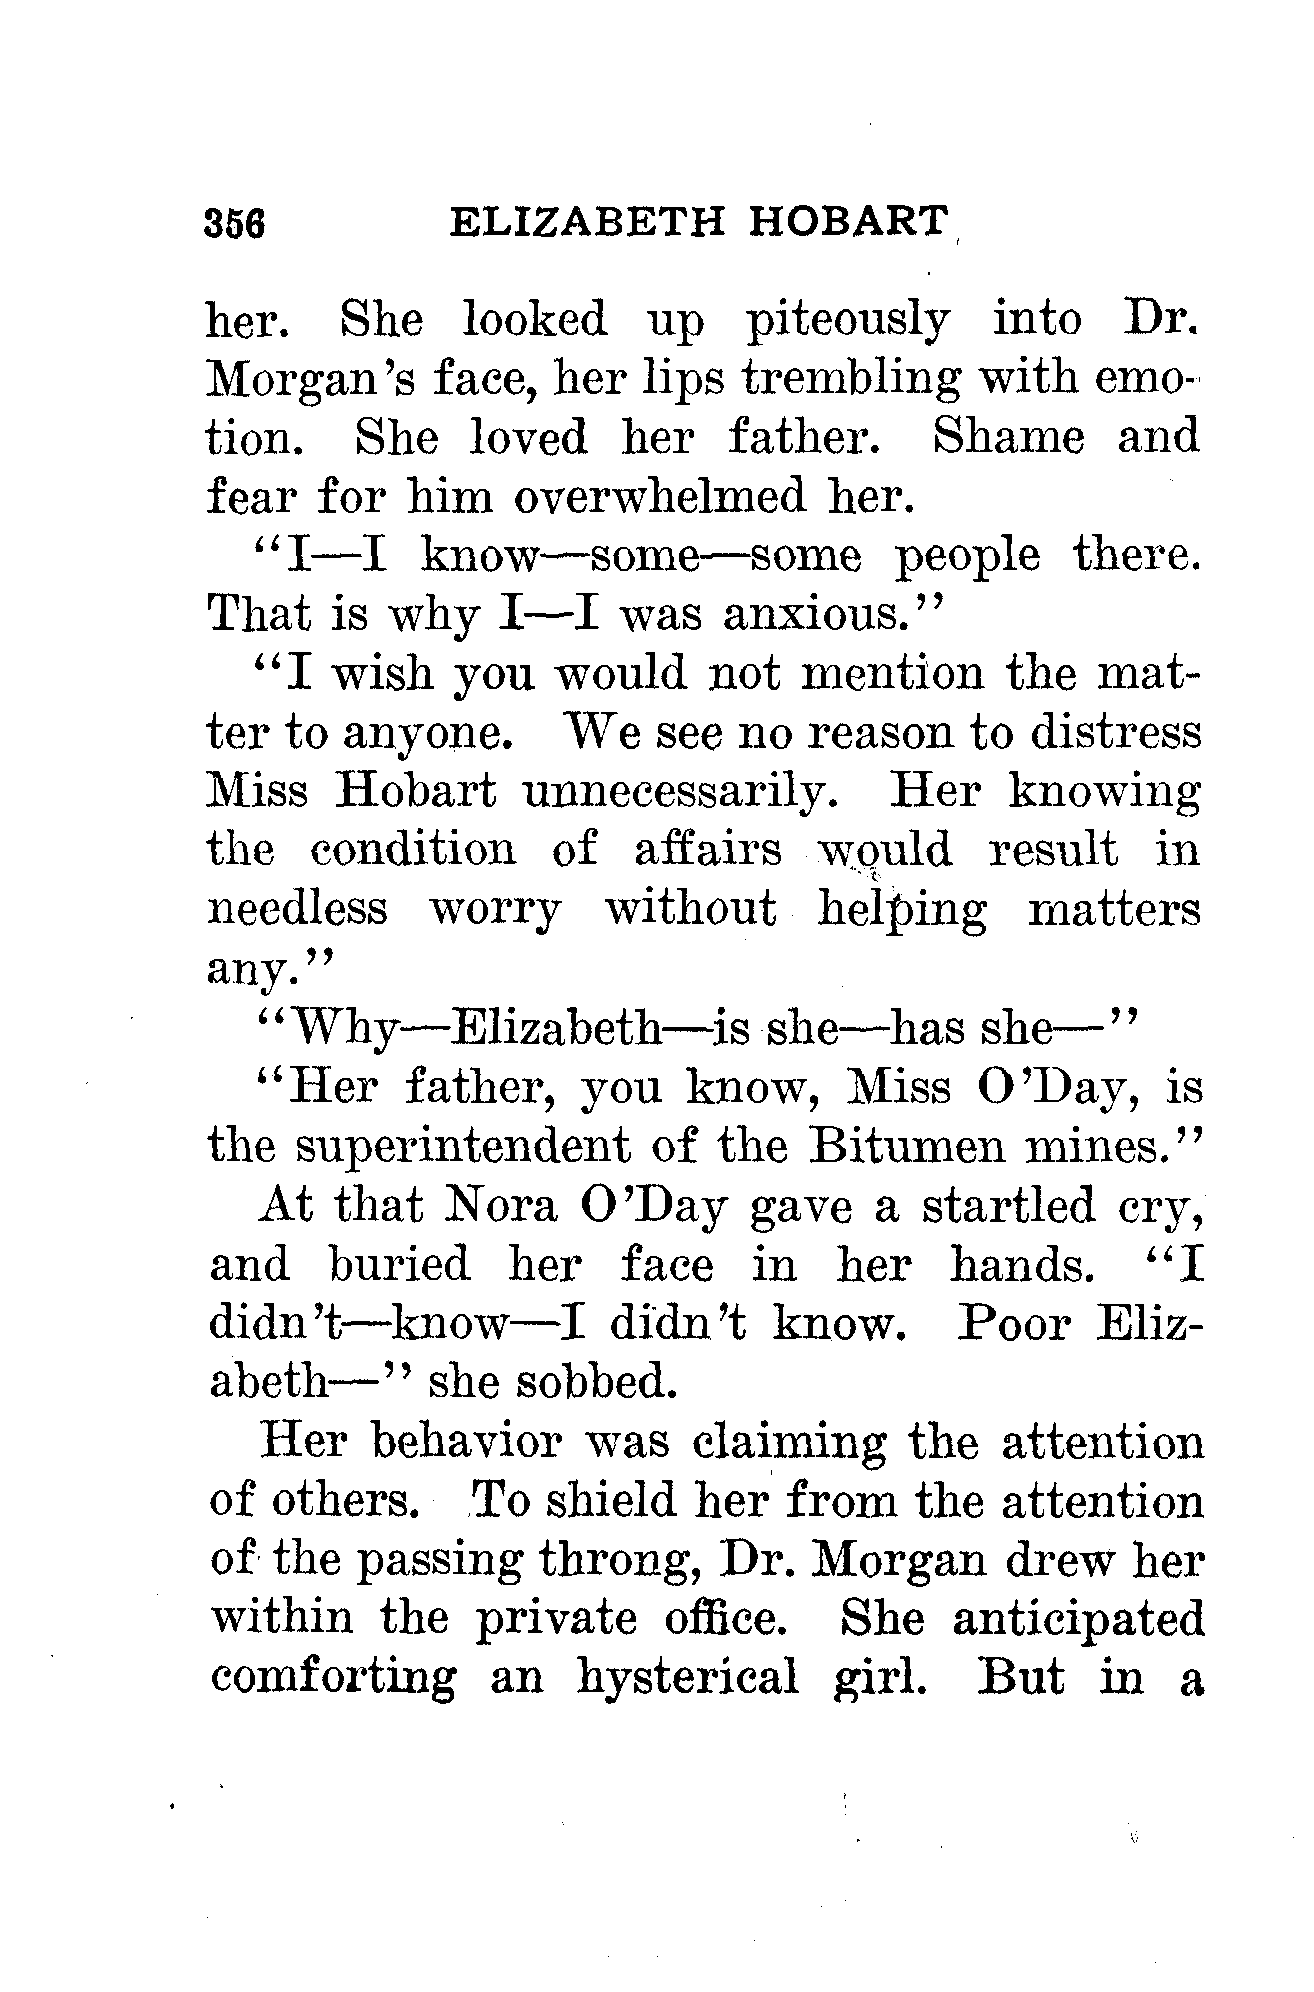 356 ELIZABETH HOBART
her. She looked up piteously into Dr.
Morgan's face, her lips trembling with emo-
tion. She loved her father. Shame and
fear for him overwhelmed her.
"I—I know—some—some people there.
That is why I—I was anxious."
"I wish you would not mention the mat-
ter to anyone. We see no reason to distress
Miss Hobart unnecessarily. Her knowing
the condition of affairs would result in
needless worry without helping matters
any."
"Why—Elizabeth—is she—has she—"
"Her father, you know, Miss O'Day, is
the superintendent of the Bitumen mines."
At that Nora O'Day gave a startled cry,
and buried her face in her hands. "I
didn't—know—I didn't know. Poor Eliz-
abeth—" she sobbed.
Her behavior was claiming the attention
of others. To shield her from the attention
of the passing throng, Dr. Morgan drew her
within the private office. She anticipated
comforting an hysterical girl. But in a